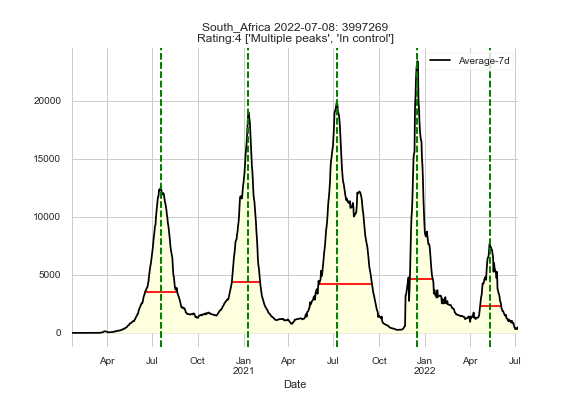 South_Africa 2022-07-08: 3997269
Rating:4 ['Multiple peaks', 'In control']
Average-7d
20000
15000
10000
5000
0
Apr Jul Oct Jan Apr Jul Oct Jan Apr Jul
2021 2022
Date